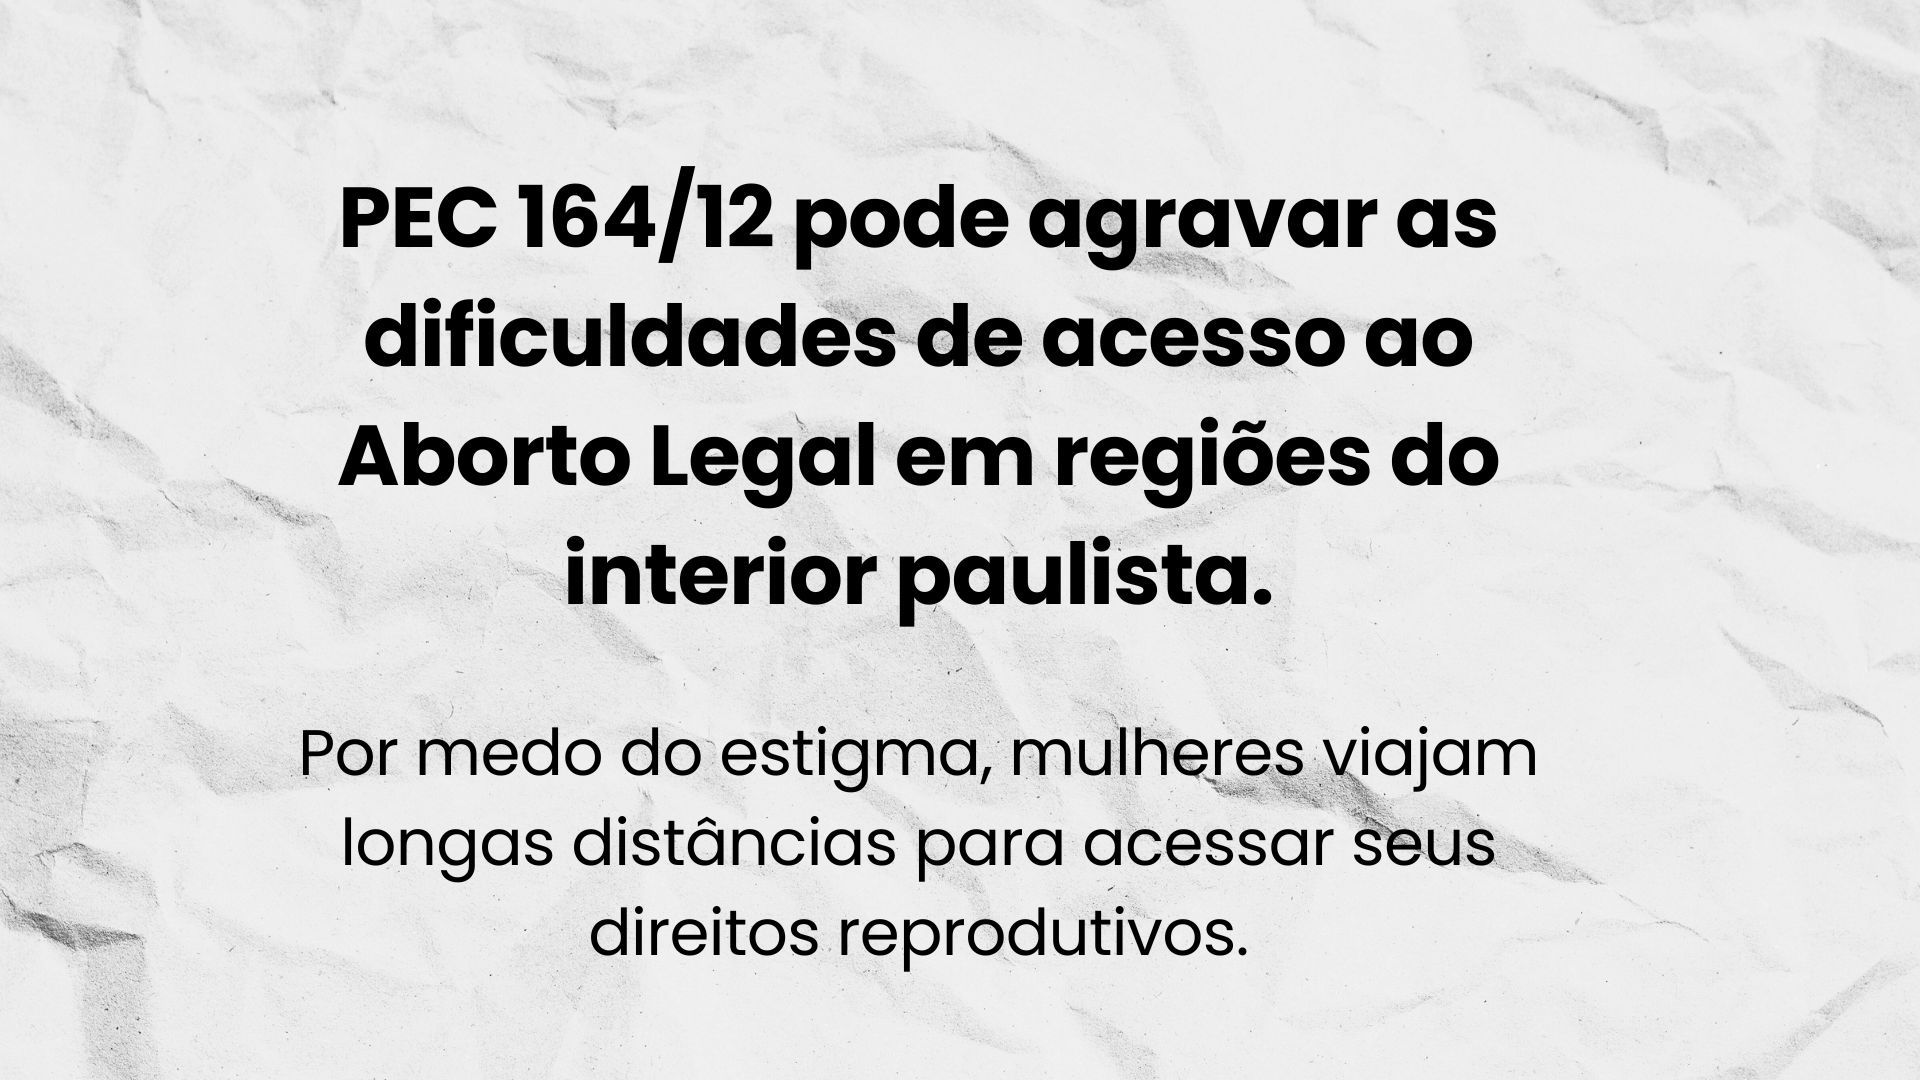 PEC 164/12 pode agravar as
dificuldades de acesso ao
Aborto Legal em regiões do
interior paulista.
Por medo do estigma, mulheres viajam
longas distâncias para acessar seus
direitos reprodutivos.